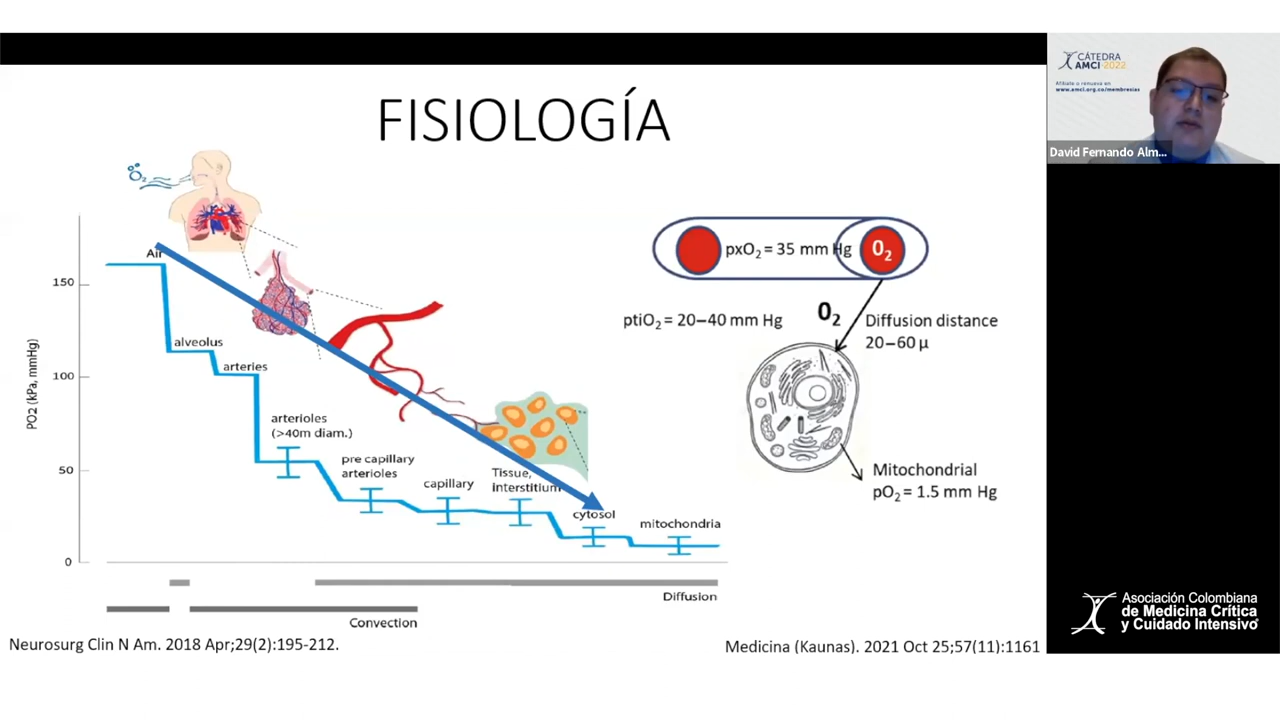 FISIOLOGÍA
O₂
Air
150
100
50
0
PO2 (kPa, mmHg)
alveolus
arteries
arterioles
(>40m diam.)
pre capillary
arterioles
capillary
Tissue,
interstitium
cytosol
mitochondria
Diffusion
Convection
pxO₂ = 35 mm Hg
O₂
ptiO₂ = 20–40 mm Hg
O₂
Diffusion distance
20–60 µ
Mitochondrial
pO₂ = 1.5 mm Hg
Neurosurg Clin N Am. 2018 Apr;29(2):195-212.
Medicina (Kaunas). 2021 Oct 25;57(11):1161
CÁTEDRA
AMCI 2022
Afíliate o renueva en
www.amci.org.co/membresias
David Fernando Alm...
Asociación Colombiana
de Medicina Crítica
y Cuidado Intensivo